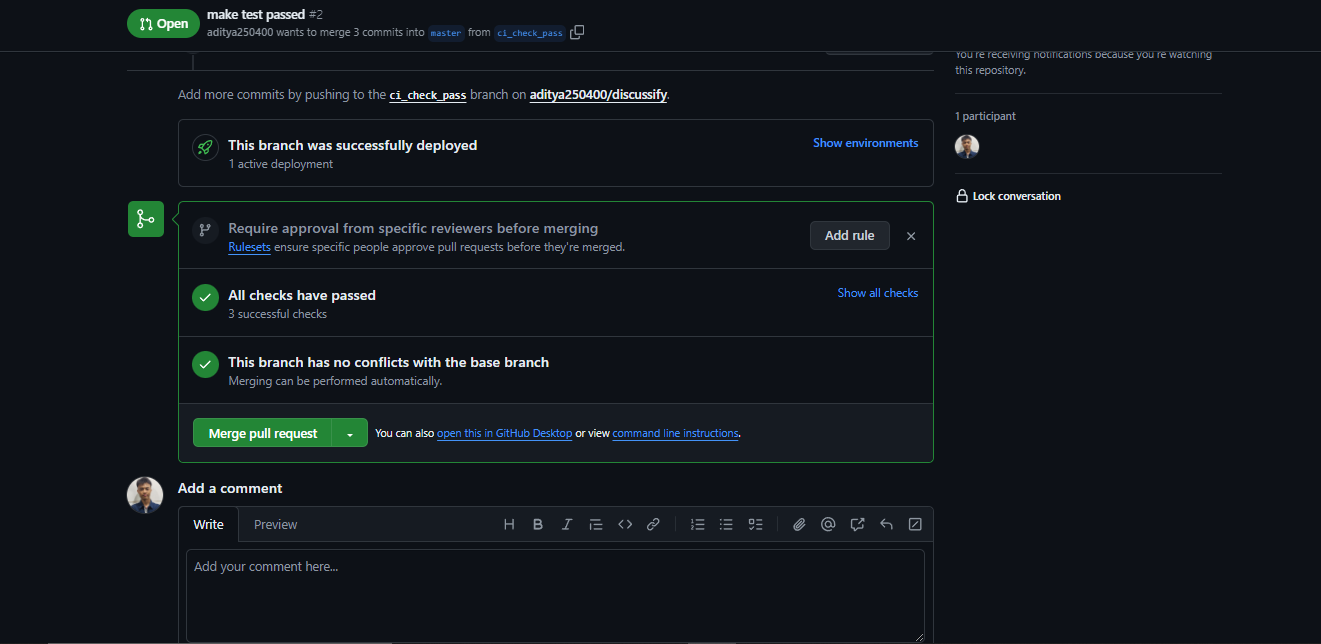 Open
make test passed #2
aditya250400 wants to merge 3 commits into master from ci_check_pass
You're receiving notifications because you're watching
this repository.
Add more commits by pushing to the ci_check_pass branch on aditya250400/discussify.
1 participant
This branch was successfully deployed
Show environments
1 active deployment
Lock conversation
Require approval from specific reviewers before merging
Rulesets ensure specific people approve pull requests before they're merged.
Add rule
All checks have passed
Show all checks
3 successful checks
This branch has no conflicts with the base branch
Merging can be performed automatically.
Merge pull request
You can also open this in GitHub Desktop or view command line instructions.
Add a comment
Write
Preview
Add your comment here...